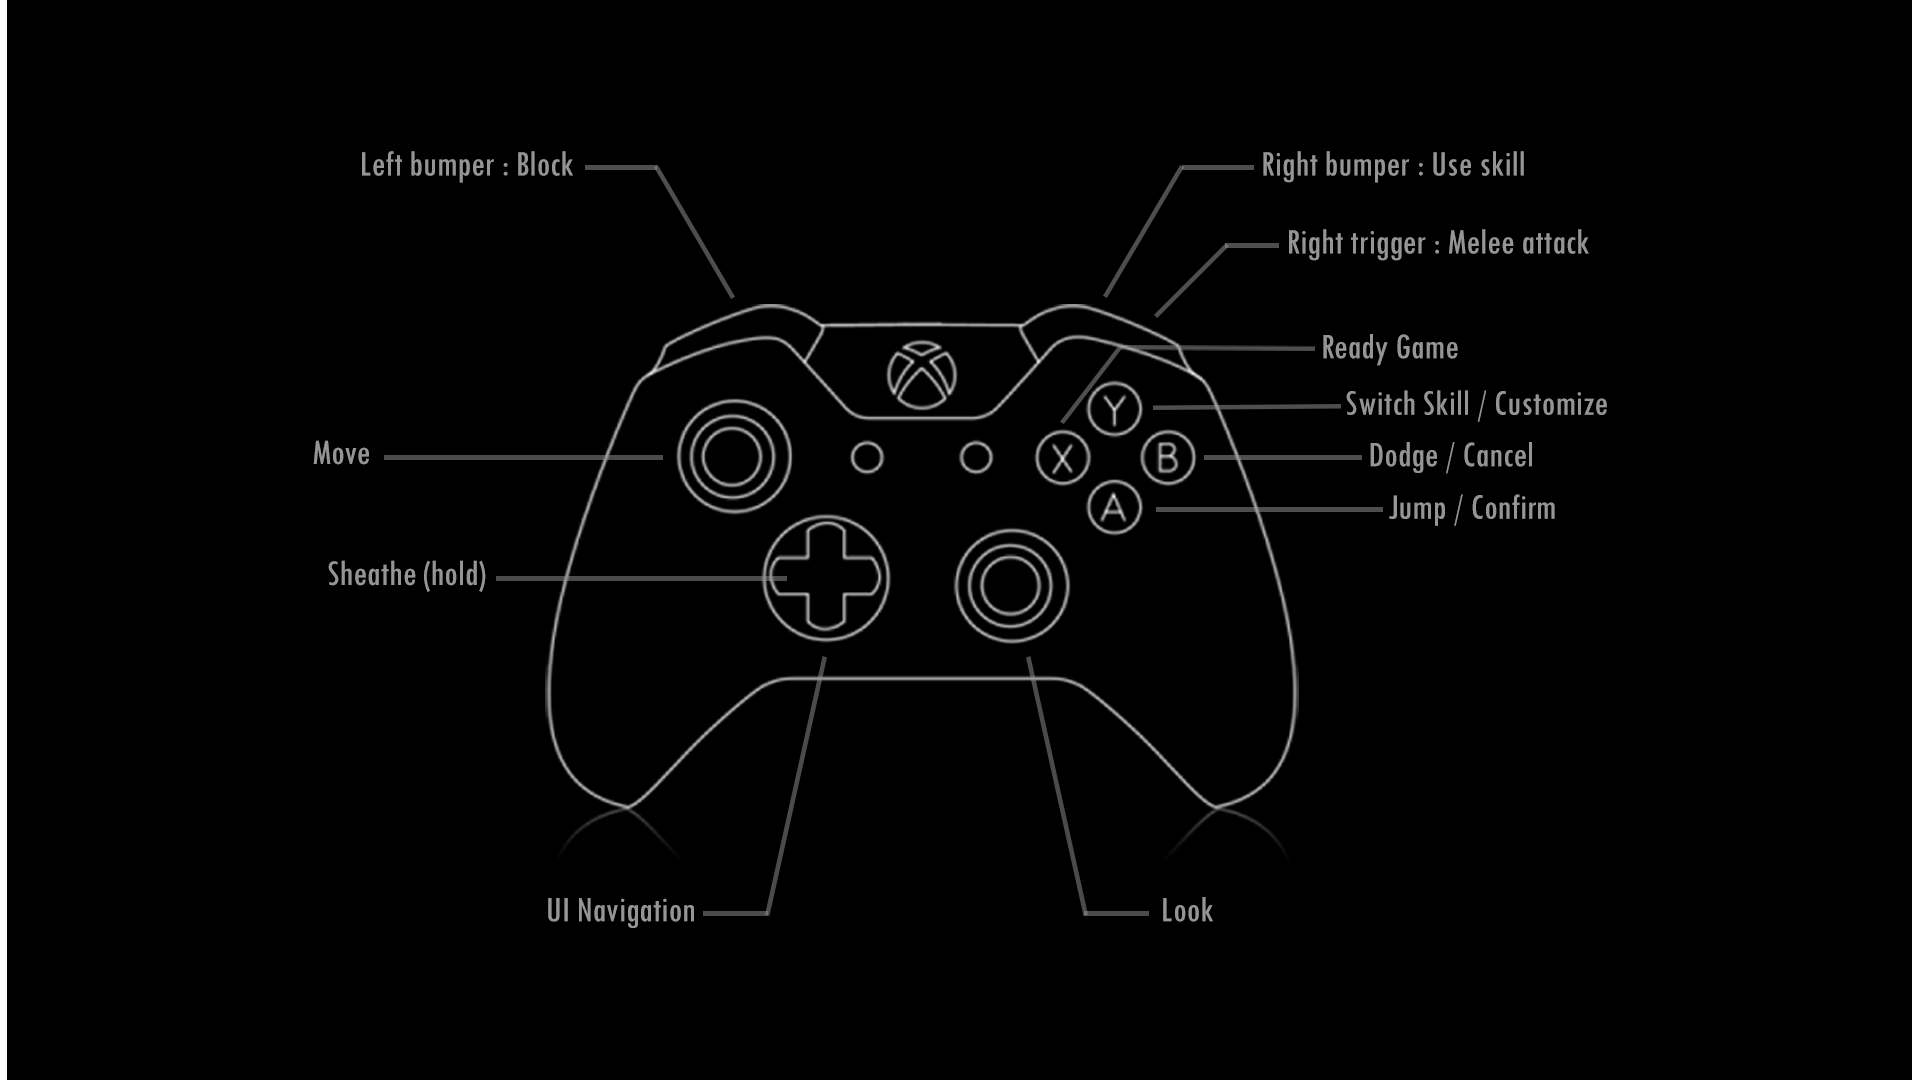 Left bumper : Block
Right bumper : Use skill
Right trigger : Melee attack
Ready Game
Switch Skill / Customize
Y
Move
X
B
Dodge / Cancel
A
Jump / Confirm
Sheathe (hold)
UI Navigation
Look